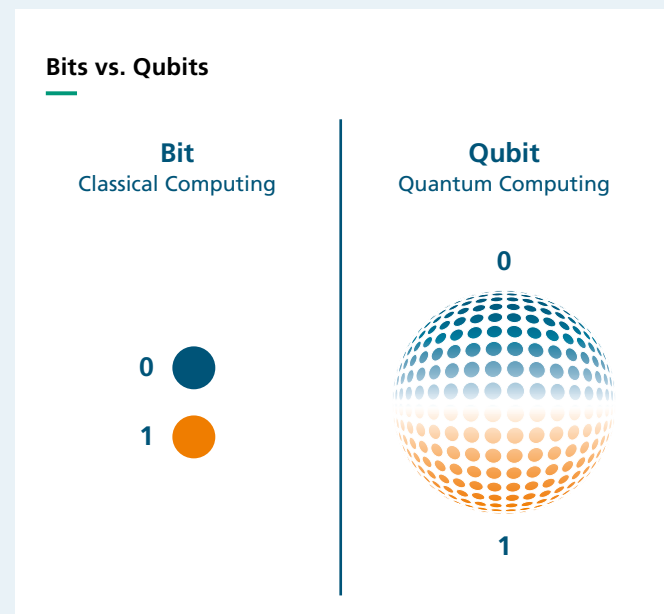 Bits vs. Qubits
Bit
Classical Computing
0
1
Qubit
Quantum Computing
0
1